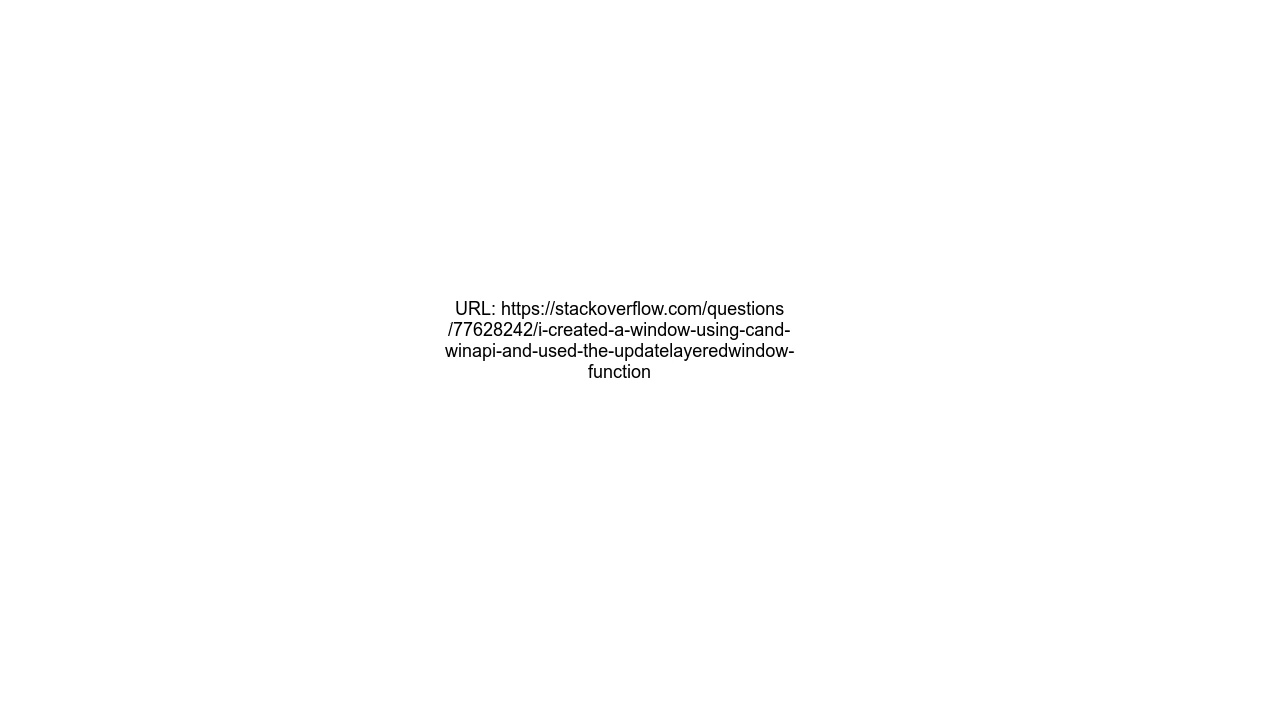 URL: https://stackoverflow.com/questions
/77628242/i-created-a-window-using-cand-
winapi-and-used-the-updatelayeredwindow-
function